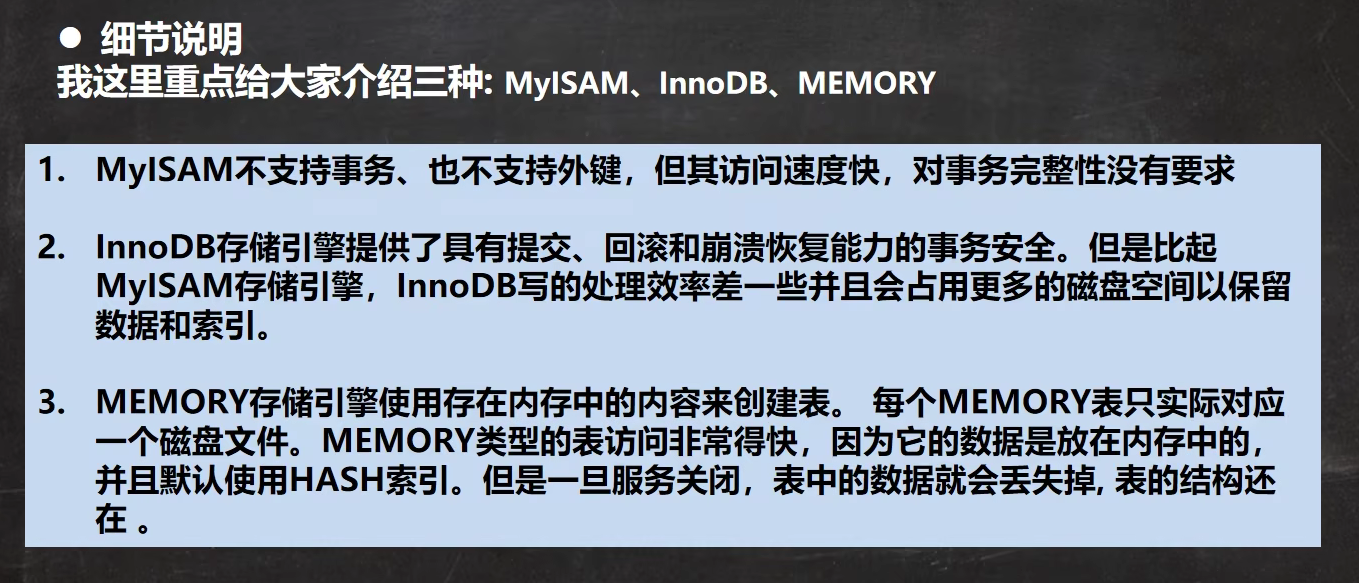 ● 细节说明
我这里重点给大家介绍三种: MyISAM、InnoDB、MEMORY
1. MyISAM不支持事务、也不支持外键，但其访问速度快，对事务完整性没有要求
2. InnoDB存储引擎提供了具有提交、回滚和崩溃恢复能力的事务安全。但是比起
MyISAM存储引擎，InnoDB写的处理效率差一些并且会占用更多的磁盘空间以保留
数据和索引。
3. MEMORY存储引擎使用存在内存中的内容来创建表。 每个MEMORY表只实际对应
一个磁盘文件。MEMORY类型的表访问非常得快，因为它的数据是放在内存中的，
并且默认使用HASH索引。但是一旦服务关闭，表中的数据就会丢失掉, 表的结构还
在 。